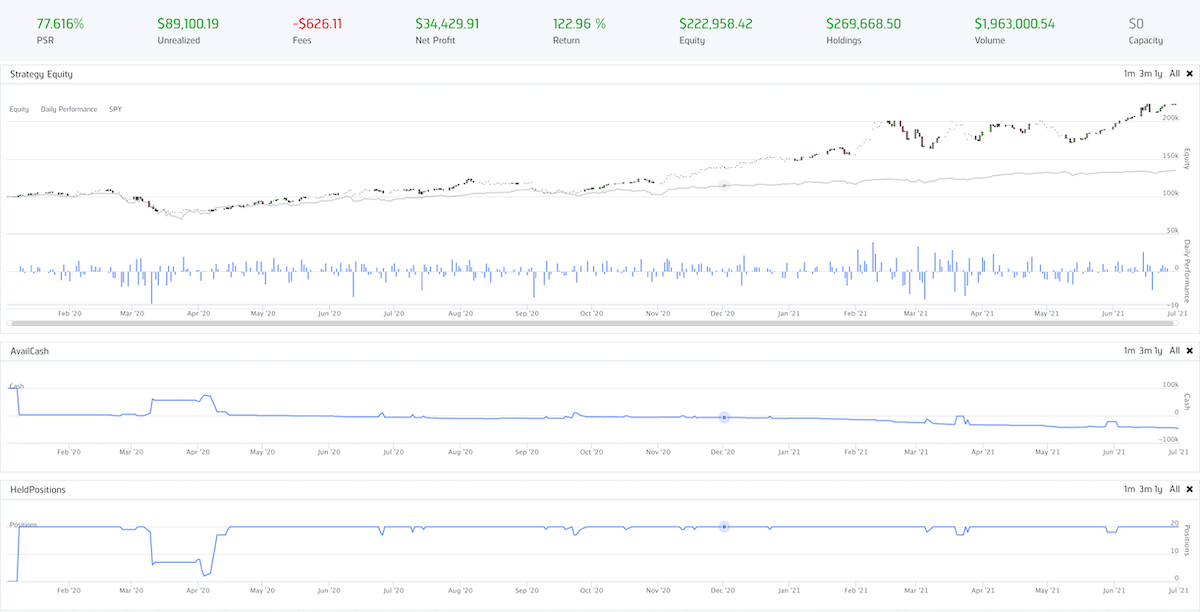 77.616% $89,100.19 -$626.11 $34,429.91 122.96 % $222,958.42 $269,668.50 $1,963,000.54 $0
PSR Unrealized Fees Net Profit Return Equity Holdings Volume Capacity
Strategy Equity 1m 3m 1y All ✖
Equity Daily Performance SPY
200k
150k
100k
50k
Equity
0
-10
Daily Performance
Feb '20 Mar '20 Apr '20 May '20 Jun '20 Jul '20 Aug '20 Sep '20 Oct '20 Nov '20 Dec '20 Jan '21 Feb '21 Mar '21 Apr '21 May '21 Jun '21 Jul '21
AvailCash 1m 3m 1y All ✖
Cash
100k
0
-100k
Cash
Feb '20 Mar '20 Apr '20 May '20 Jun '20 Jul '20 Aug '20 Sep '20 Oct '20 Nov '20 Dec '20 Jan '21 Feb '21 Mar '21 Apr '21 May '21 Jun '21 Jul '21
HeldPositions 1m 3m 1y All ✖
Positions
20
10
0
Positions
Feb '20 Mar '20 Apr '20 May '20 Jun '20 Jul '20 Aug '20 Sep '20 Oct '20 Nov '20 Dec '20 Jan '21 Feb '21 Mar '21 Apr '21 May '21 Jun '21 Jul '21